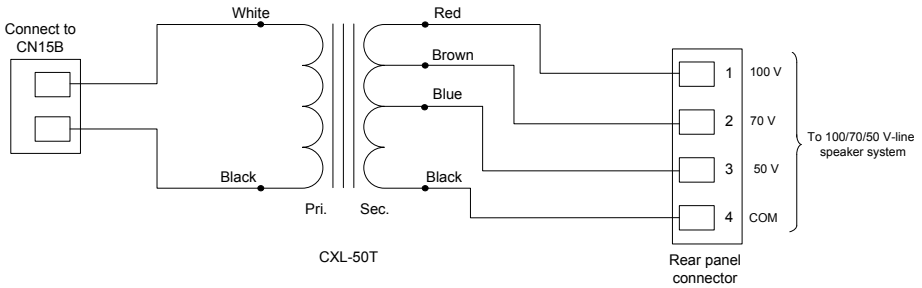 Connect to
CN15B
White
Black
Pri.
Sec.
CXL-50T
Red
Brown
Blue
Black
1 100 V
2 70 V
3 50 V
4 COM
Rear panel
connector
To 100/70/50 V-line
speaker system